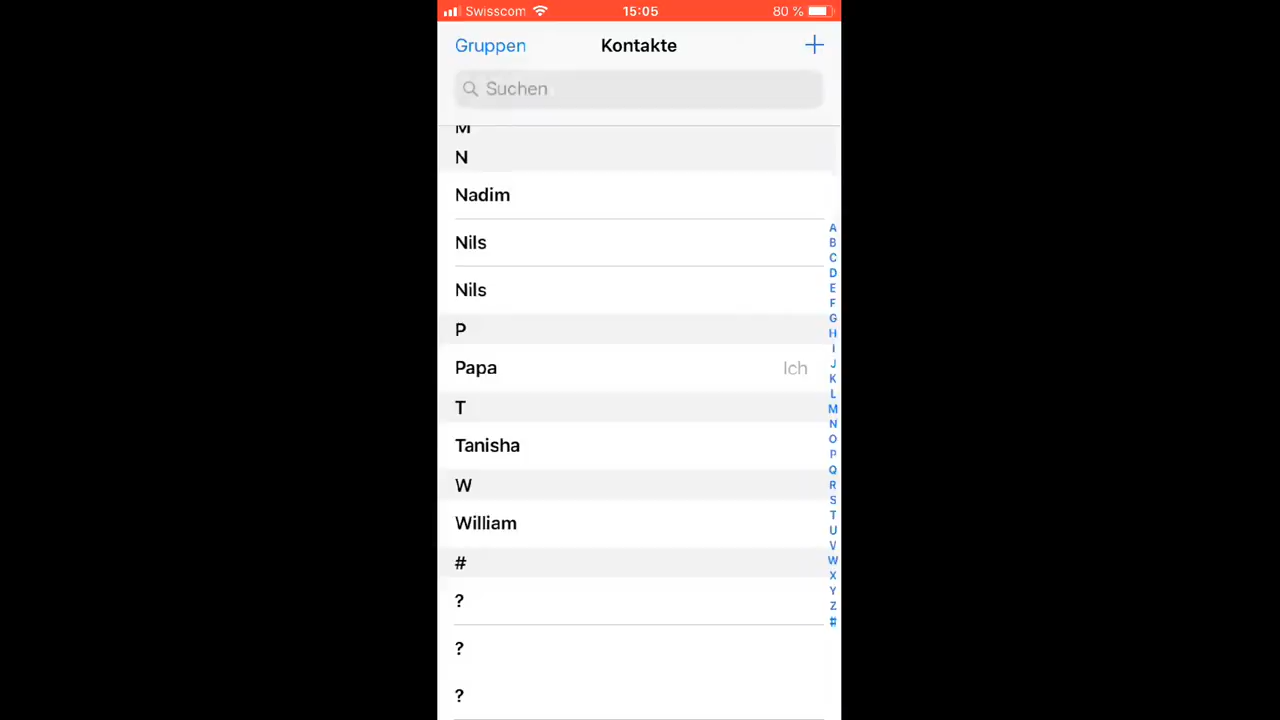 Swisscom 15:05 80 %
Gruppen Kontakte +
Suchen
M
N
Nadim
Nils
Nils
P
Papa Ich
T
Tanisha
W
William
#
?
?
?
A
B
C
D
E
F
G
H
I
J
K
L
M
N
O
P
Q
R
S
T
U
V
W
X
Y
Z
#